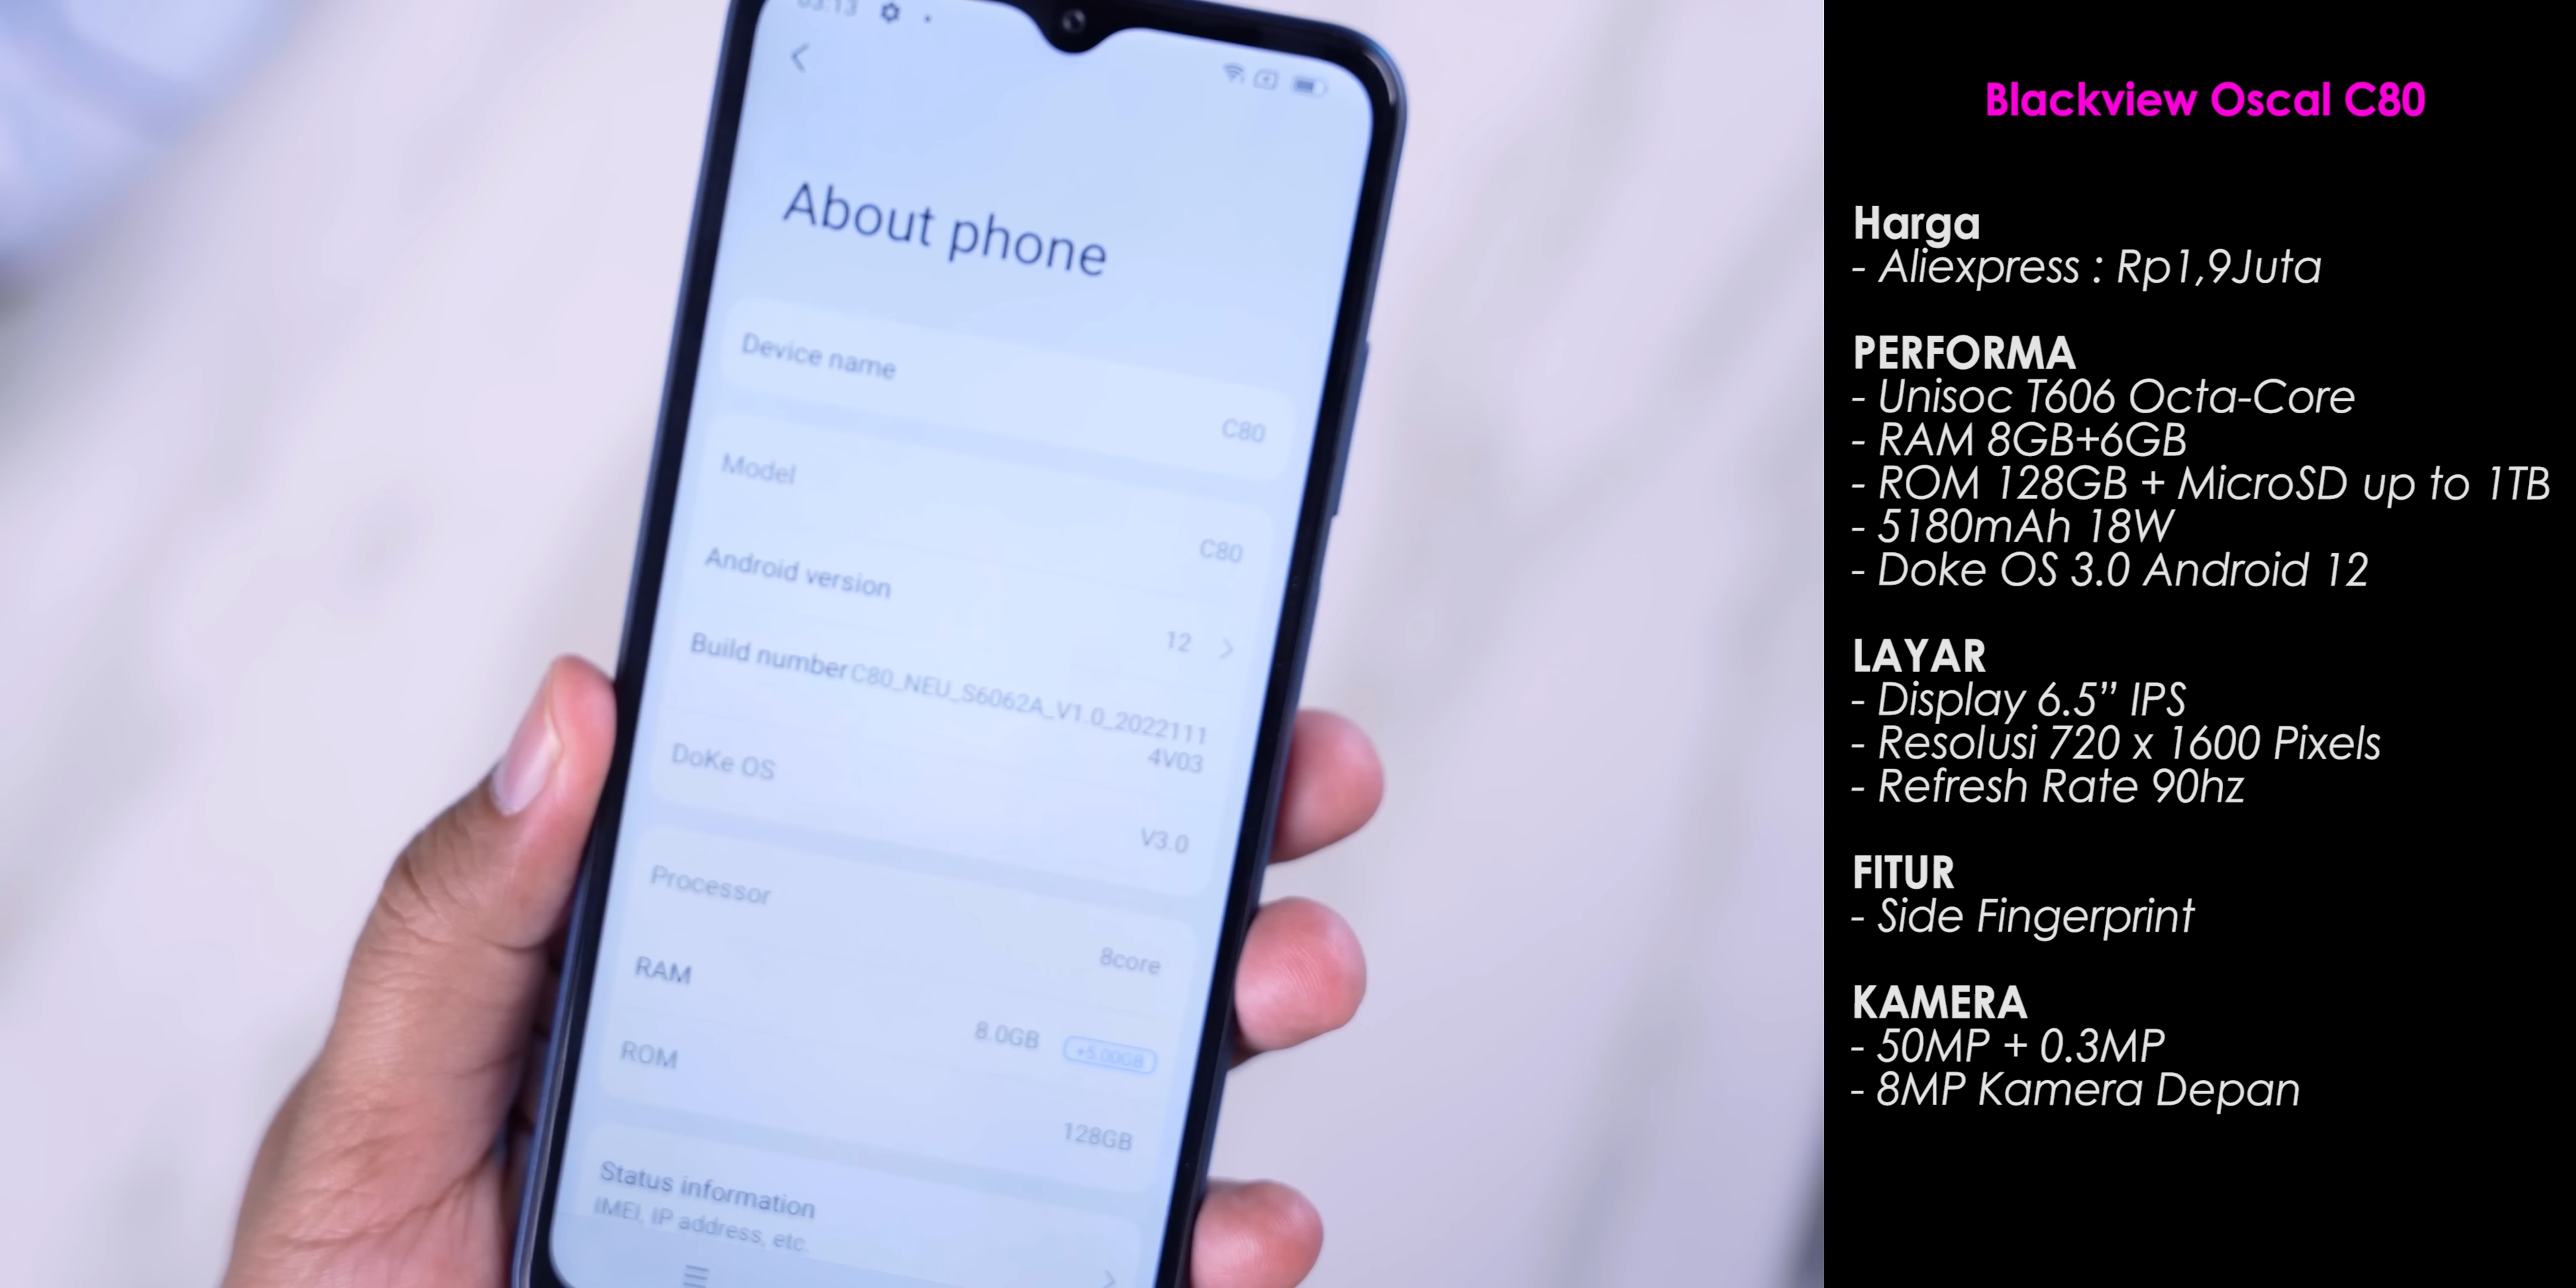 03:13
About phone
Device name
C80
Model
C80
Android version
12
Build number C80_NEU_S6062A_V1.0_2022111
4V03
DoKe OS
V3.0
Processor
8core
RAM
8.0GB +5.00GB
ROM
128GB
Status information
IMEI, IP address, etc.
Blackview Oscal C80
Harga
- Aliexpress : Rp1,9Juta
PERFORMA
- Unisoc T606 Octa-Core
- RAM 8GB+6GB
- ROM 128GB + MicroSD up to 1TB
- 5180mAh 18W
- Doke OS 3.0 Android 12
LAYAR
- Display 6.5” IPS
- Resolusi 720 x 1600 Pixels
- Refresh Rate 90hz
FITUR
- Side Fingerprint
KAMERA
- 50MP + 0.3MP
- 8MP Kamera Depan